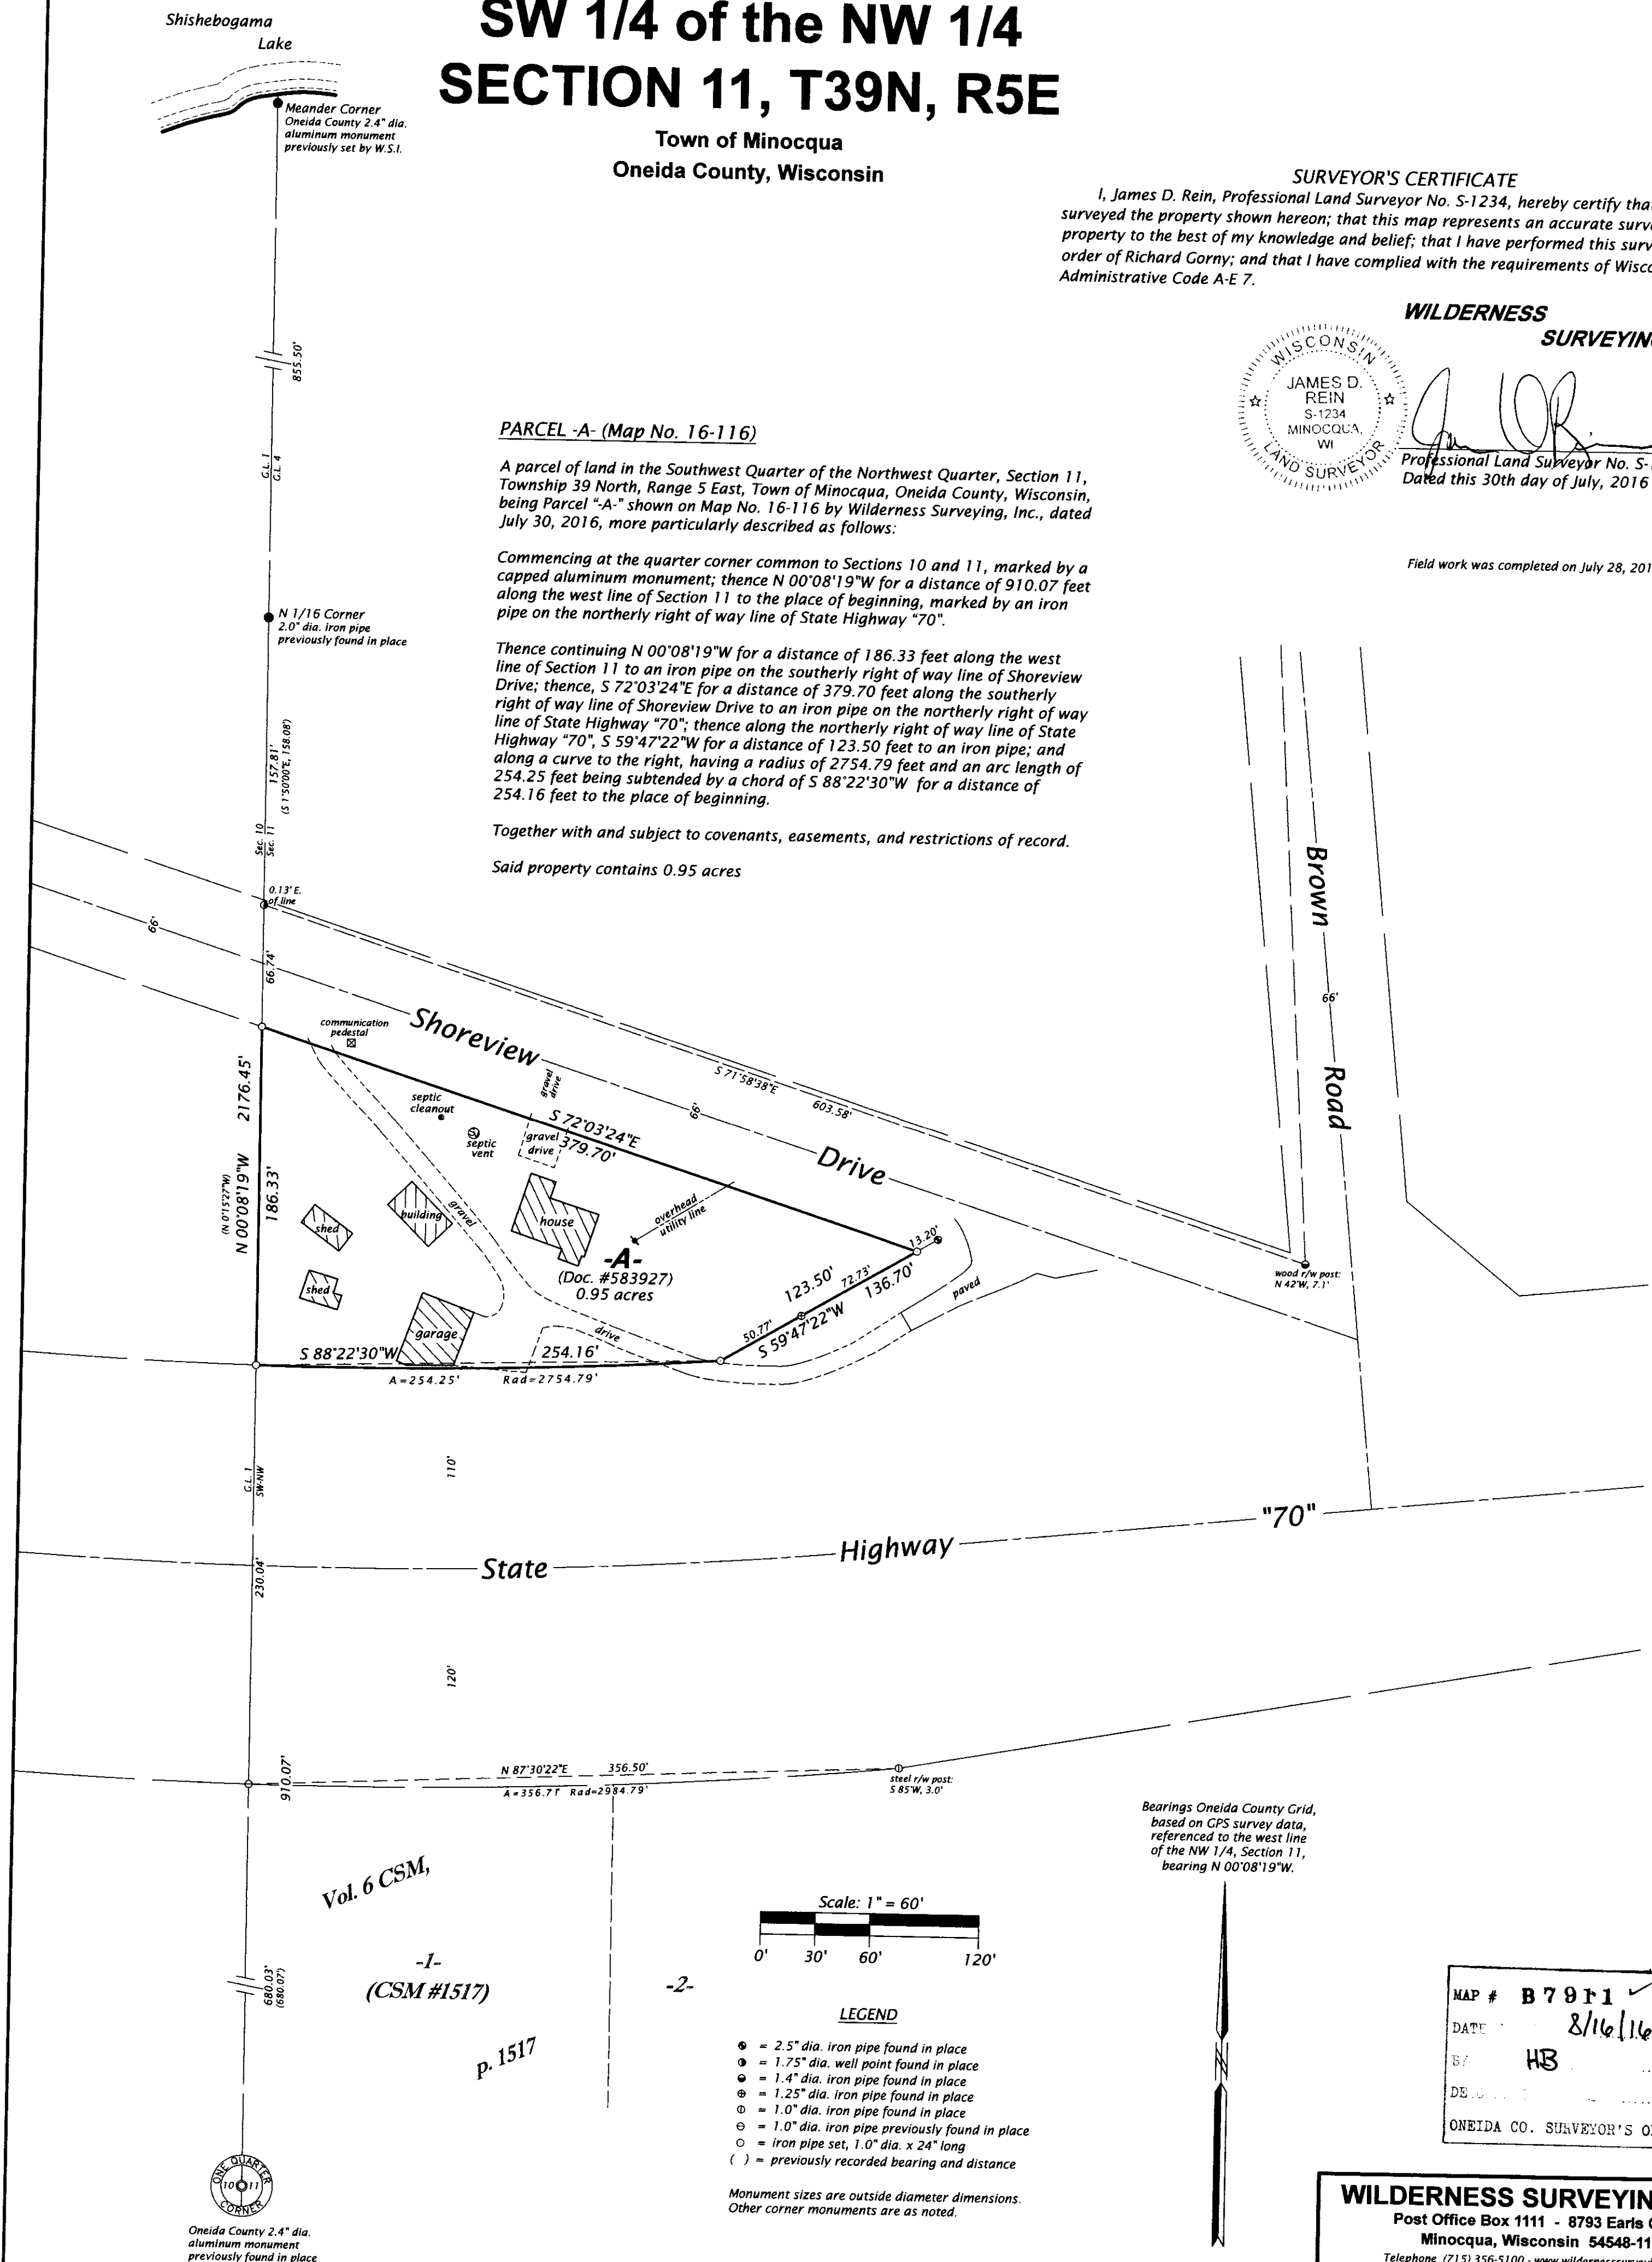 Shishebogama
Lake
SW 1/4 of the NW 1/4
SECTION 11, T39N, R5E
Town of Minocqua
Oneida County, Wisconsin
Meander Corner
Oneida County 2.4" dia.
aluminum monument
previously set by W.S.I.
SURVEYOR'S CERTIFICATE
I, James D. Rein, Professional Land Surveyor No. S-1234, hereby certify
surveyed the property shown hereon; that this map represents an accurate
property to the best of my knowledge and belief; that I have performed this
order of Richard Gorny; and that I have complied with the requirements of
Administrative Code A-E 7.
WILDERNESS
SURVEYIN
WISCONSIN
JAMES D.
REIN
S-1234
MINOCQUA,
WI
LAND SURVEYOR
Professional Land Surveyor No. S-
Dated this 30th day of July, 2016
Field work was completed on July 28, 201
855.50'
G.L. 1
G.L. 4
PARCEL -A- (Map No. 16-116)
A parcel of land in the Southwest Quarter of the Northwest Quarter, Section 11,
Township 39 North, Range 5 East, Town of Minocqua, Oneida County, Wisconsin,
being Parcel "-A-" shown on Map No. 16-116 by Wilderness Surveying, Inc., dated
July 30, 2016, more particularly described as follows:
Commencing at the quarter corner common to Sections 10 and 11, marked by a
capped aluminum monument; thence N 00°08'19"W for a distance of 910.07 feet
along the west line of Section 11 to the place of beginning, marked by an iron
pipe on the northerly right of way line of State Highway "70".
Thence continuing N 00°08'19"W for a distance of 186.33 feet along the west
line of Section 11 to an iron pipe on the southerly right of way line of Shoreview
Drive; thence, S 72°03'24"E for a distance of 379.70 feet along the southerly
right of way line of Shoreview Drive to an iron pipe on the northerly right of way
line of State Highway "70"; thence along the northerly right of way line of State
Highway "70", S 59°47'22"W for a distance of 123.50 feet to an iron pipe; and
along a curve to the right, having a radius of 2754.79 feet and an arc length of
254.25 feet being subtended by a chord of S 88°22'30"W for a distance of
254.16 feet to the place of beginning.
Together with and subject to covenants, easements, and restrictions of record.
Said property contains 0.95 acres
N 1/16 Corner
2.0" dia. iron pipe
previously found in place
157.81'
(S 1°50'00"E, 158.08')
Sec. 10
Sec. 11
0.13' E.
of line
66'
66.74'
Brown
66'
Road
communication
pedestal
Shoreview
gravel
drive
S 71°58'38"E
603.58'
66'
Drive
septic
cleanout
septic
vent
gravel
drive
S 72°03'24"E
379.70'
2176.45'
N 00°08'19"W
(N 0°15'27"W)
186.33'
shed
building
gravel
house
overhead
utility line
-A-
(Doc. #583927)
0.95 acres
13.20'
shed
garage
123.50'
72.73'
136.70'
paved
wood r/w post:
N 42°W, 7.1'
drive
50.77'
S 59°47'22"W
S 88°22'30"W
254.16'
A=254.25'
Rad=2754.79'
G.L. 1
SW-NW
110'
"70"
Highway
State
230.04'
120'
910.07'
N 87°30'22"E
356.50'
A=356.71'
Rad=2984.79'
steel r/w post:
S 85°W, 3.0'
Bearings Oneida County Grid,
based on GPS survey data,
referenced to the west line
of the NW 1/4, Section 11,
bearing N 00°08'19"W.
Vol. 6 CSM,
-1-
(CSM #1517)
-2-
p. 1517
680.03'
(680.07')
Scale: 1" = 60'
0' 30' 60' 120'
LEGEND
= 2.5" dia. iron pipe found in place
= 1.75" dia. well point found in place
= 1.4" dia. iron pipe found in place
= 1.25" dia. iron pipe found in place
= 1.0" dia. iron pipe found in place
= 1.0" dia. iron pipe previously found in place
= iron pipe set, 1.0" dia. x 24" long
( ) = previously recorded bearing and distance
Monument sizes are outside diameter dimensions.
Other corner monuments are as noted.
N
MAP # B7911
DATE 8/16/16
HB
ONEIDA CO. SURVEYOR'S
ONE QUARTER
10 11
CORNER
Oneida County 2.4" dia.
aluminum monument
previously found in place
WILDERNESS SURVEYIN
Post Office Box 1111 - 8793 Earls
Minocqua, Wisconsin 54548-11
Telephone (715) 356-5100